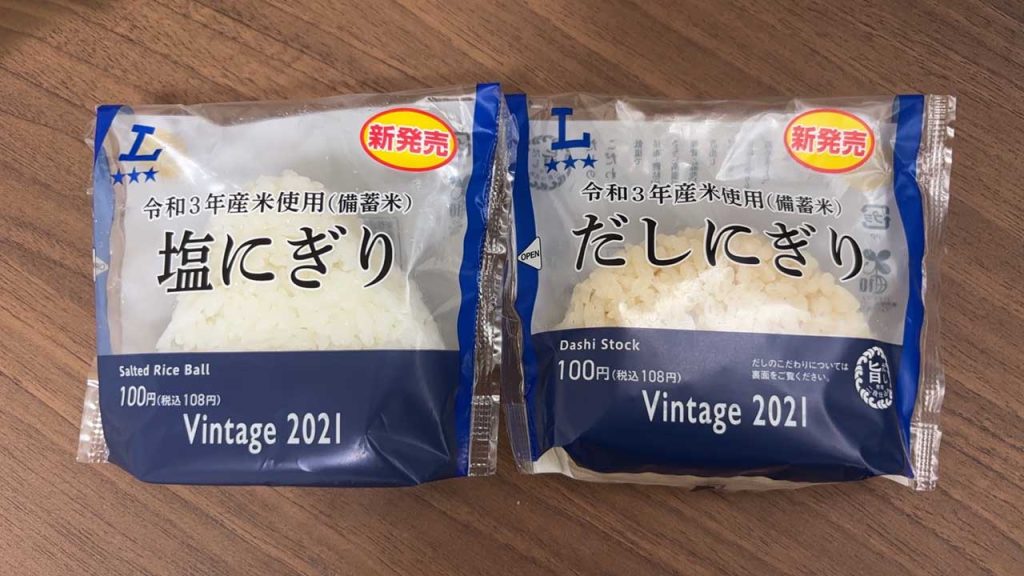 L
新発売
令和3年産米使用(備蓄米)
塩にぎり
Salted Rice Ball
100円(税込108円)
Vintage 2021
L
新発売
令和3年産米使用(備蓄米)
だしにぎり
OPEN
Dashi Stock
100円(税込108円)
だしのこだわりについては
裏面をご覧ください。
旨
Vintage 2021